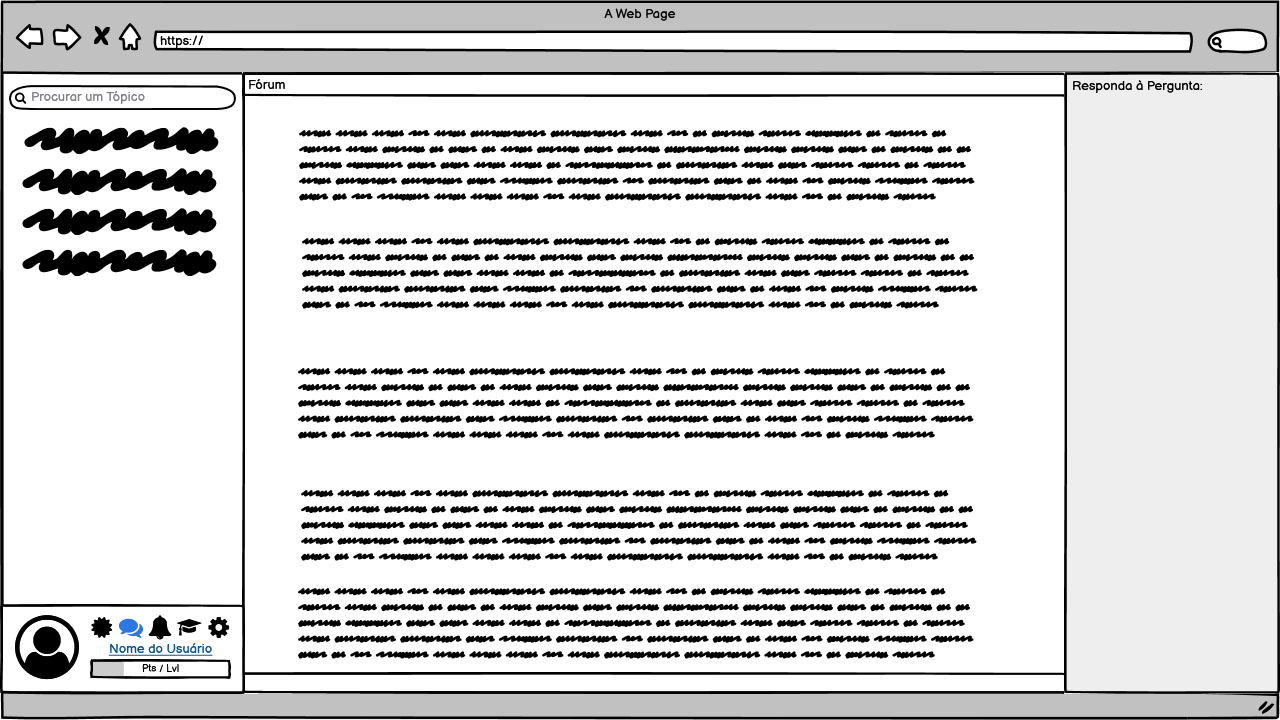 A Web Page
https://
Procurar um Tópico
Fórum
Responda à Pergunta:
Nome do Usuário
Pts / Lvl